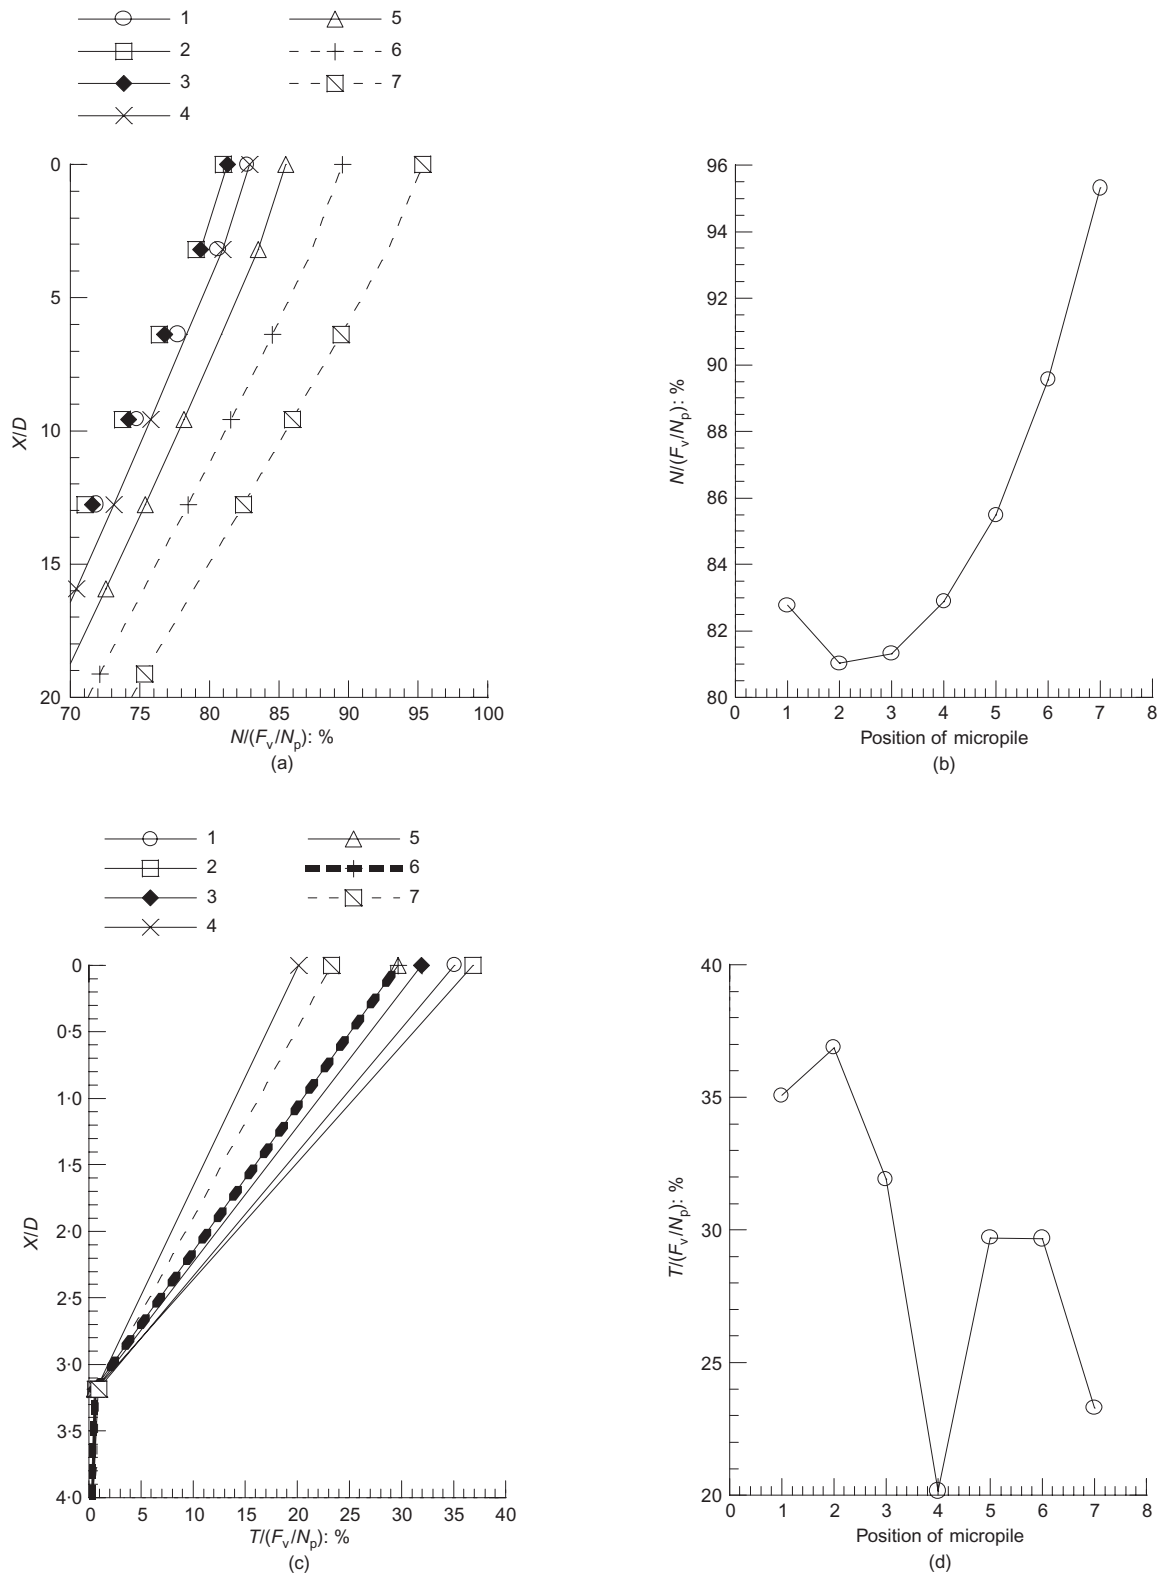 1
2
3
4
5
6
7
0
5
10
15
20
X/D
70 75 80 85 90 95 100
N/(Fv/Np): %
(a)
96
94
92
90
88
86
84
82
80
N/(Fv/Np): %
0 1 2 3 4 5 6 7 8
Position of micropile
(b)
1
2
3
4
5
6
7
0
0·5
1·0
1·5
2·0
2·5
3·0
3·5
4·0
X/D
0 5 10 15 20 25 30 35 40
T/(Fv/Np): %
(c)
40
35
30
25
20
T/(Fv/Np): %
0 1 2 3 4 5 6 7 8
Position of micropile
(d)